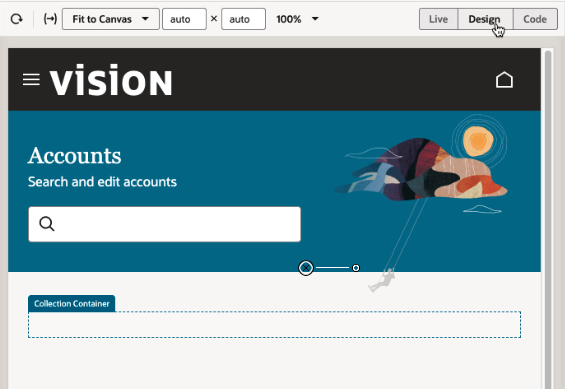 Fit to Canvas auto × auto 100% Live Design Code
vision
Accounts
Search and edit accounts
Collection Container